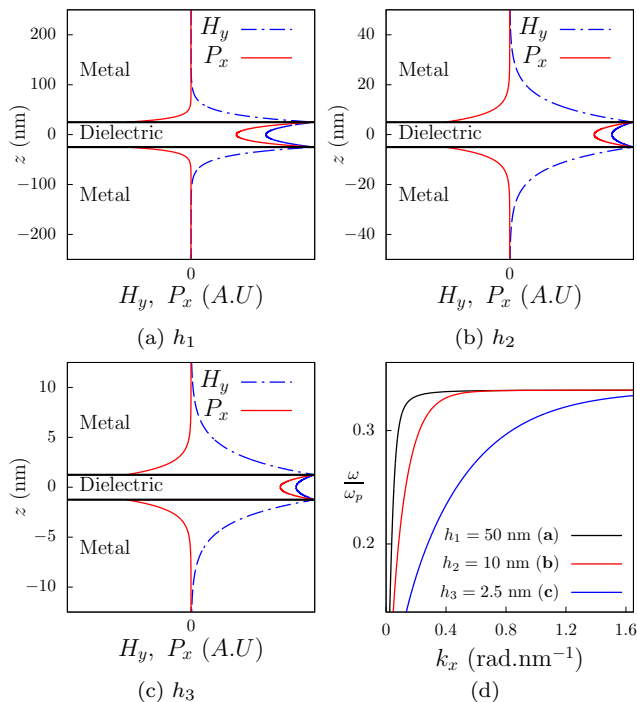 200
100
0
−100
−200
z (nm)
H_y
P_x
Metal
Dielectric
Metal
0
H_y, P_x (A.U)
(a) h_1
40
20
0
−20
−40
z (nm)
H_y
P_x
Metal
Dielectric
Metal
0
H_y, P_x (A.U)
(b) h_2
10
5
0
−5
−10
z (nm)
H_y
P_x
Metal
Dielectric
Metal
0
H_y, P_x (A.U)
(c) h_3
0.3
0.2
ω/ω_p
h_1 = 50 nm (a)
h_2 = 10 nm (b)
h_3 = 2.5 nm (c)
0 0.4 0.8 1.2 1.6
k_x (rad.nm⁻¹)
(d)